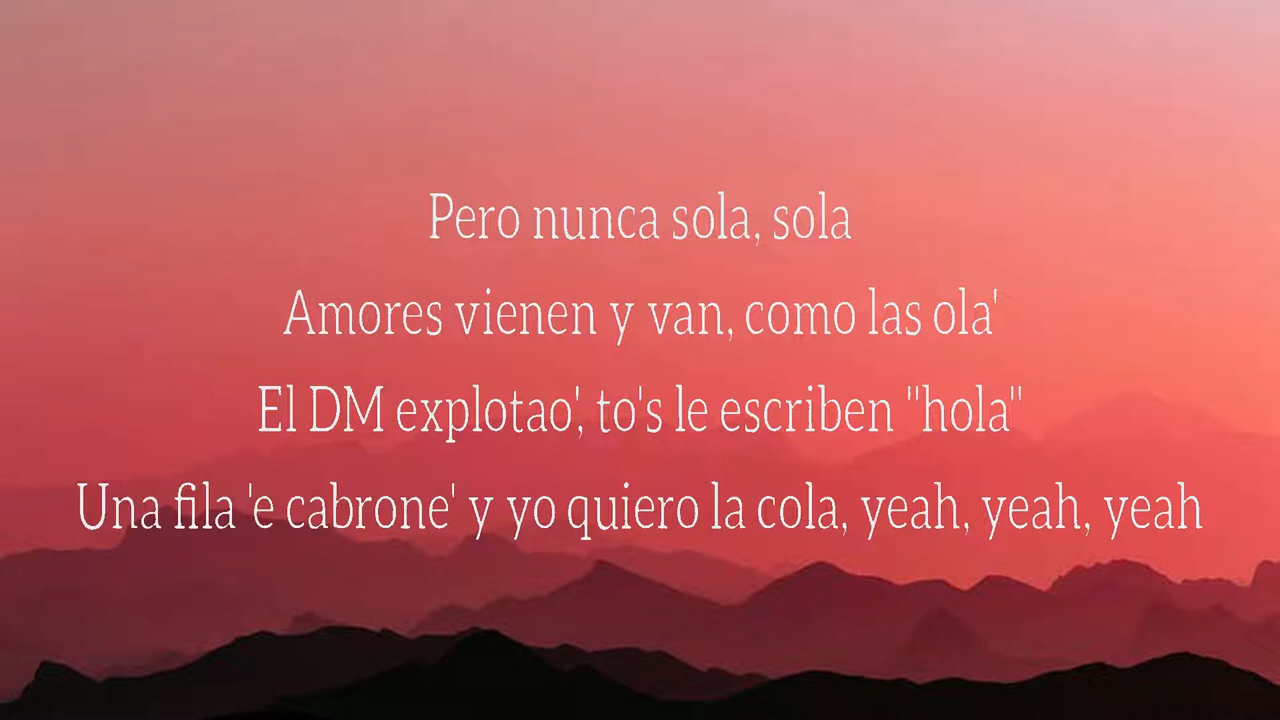 Pero nunca sola, sola
Amores vienen y van, como las ola'
El DM explotao', to's le escriben "hola"
Una fila 'e cabrone' y yo quiero la cola, yeah, yeah, yeah